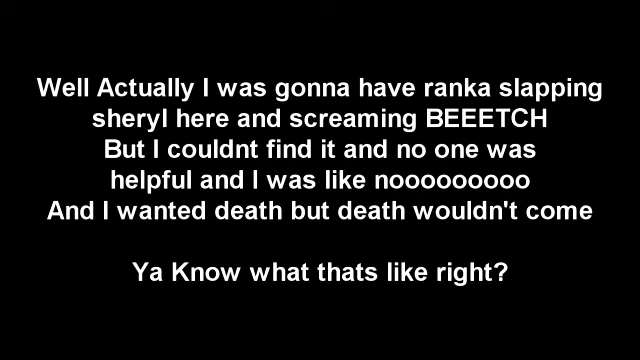 Well Actually I was gonna have ranka slapping
sheryl here and screaming BEEETCH
But I couldnt find it and no one was
helpful and I was like nooooooooo
And I wanted death but death wouldn't come
Ya Know what thats like right?